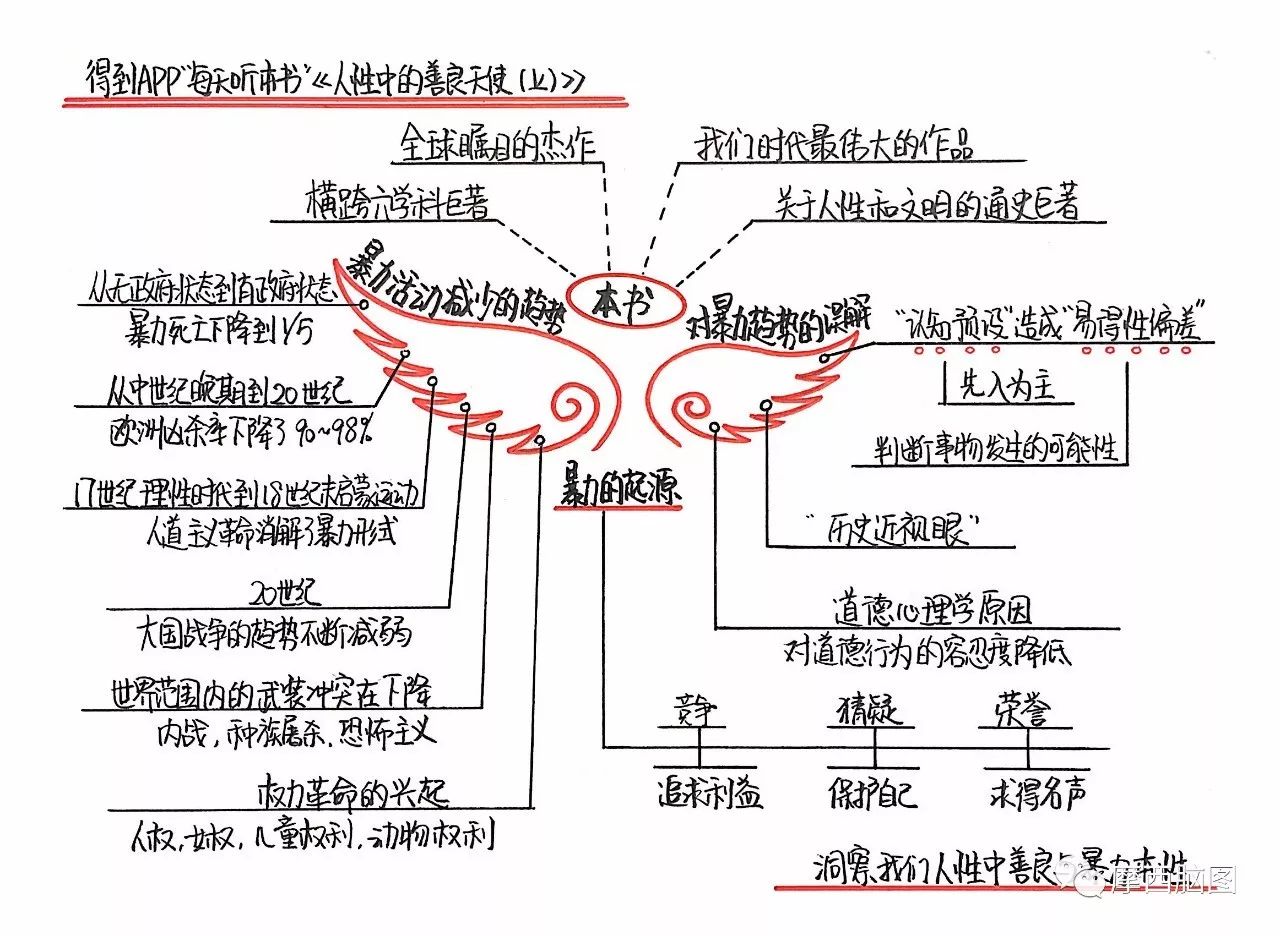 得到APP"每天听本书"《人性中的善良天使(上)》
全球瞩目的杰作
我们时代最伟大的作品
横跨六学科巨著
关于人性和文明的通史巨著
本书
暴力活动减少的趋势
从无政府状态到有政府状态
暴力死亡下降到1/5
从中世纪晚期到20世纪
欧洲凶杀率下降了90~98%
17世纪理性时代到18世纪末启蒙运动
人道主义革命消解了暴力形式
20世纪
大国战争的趋势不断减弱
世界范围内的武装冲突在下降
内战,种族屠杀,恐怖主义
权力革命的兴起
人权,女权,儿童权利,动物权利
对暴力趋势的误解
"认知预设"造成"易得性偏差"
先入为主
判断事物发生的可能性
"历史近视眼"
道德心理学原因
对道德行为的容忍度降低
暴力的起源
竞争
猜疑
荣誉
追求利益
保护自己
求得名声
洞察我们人性中善良与暴力本性
摩西脑图